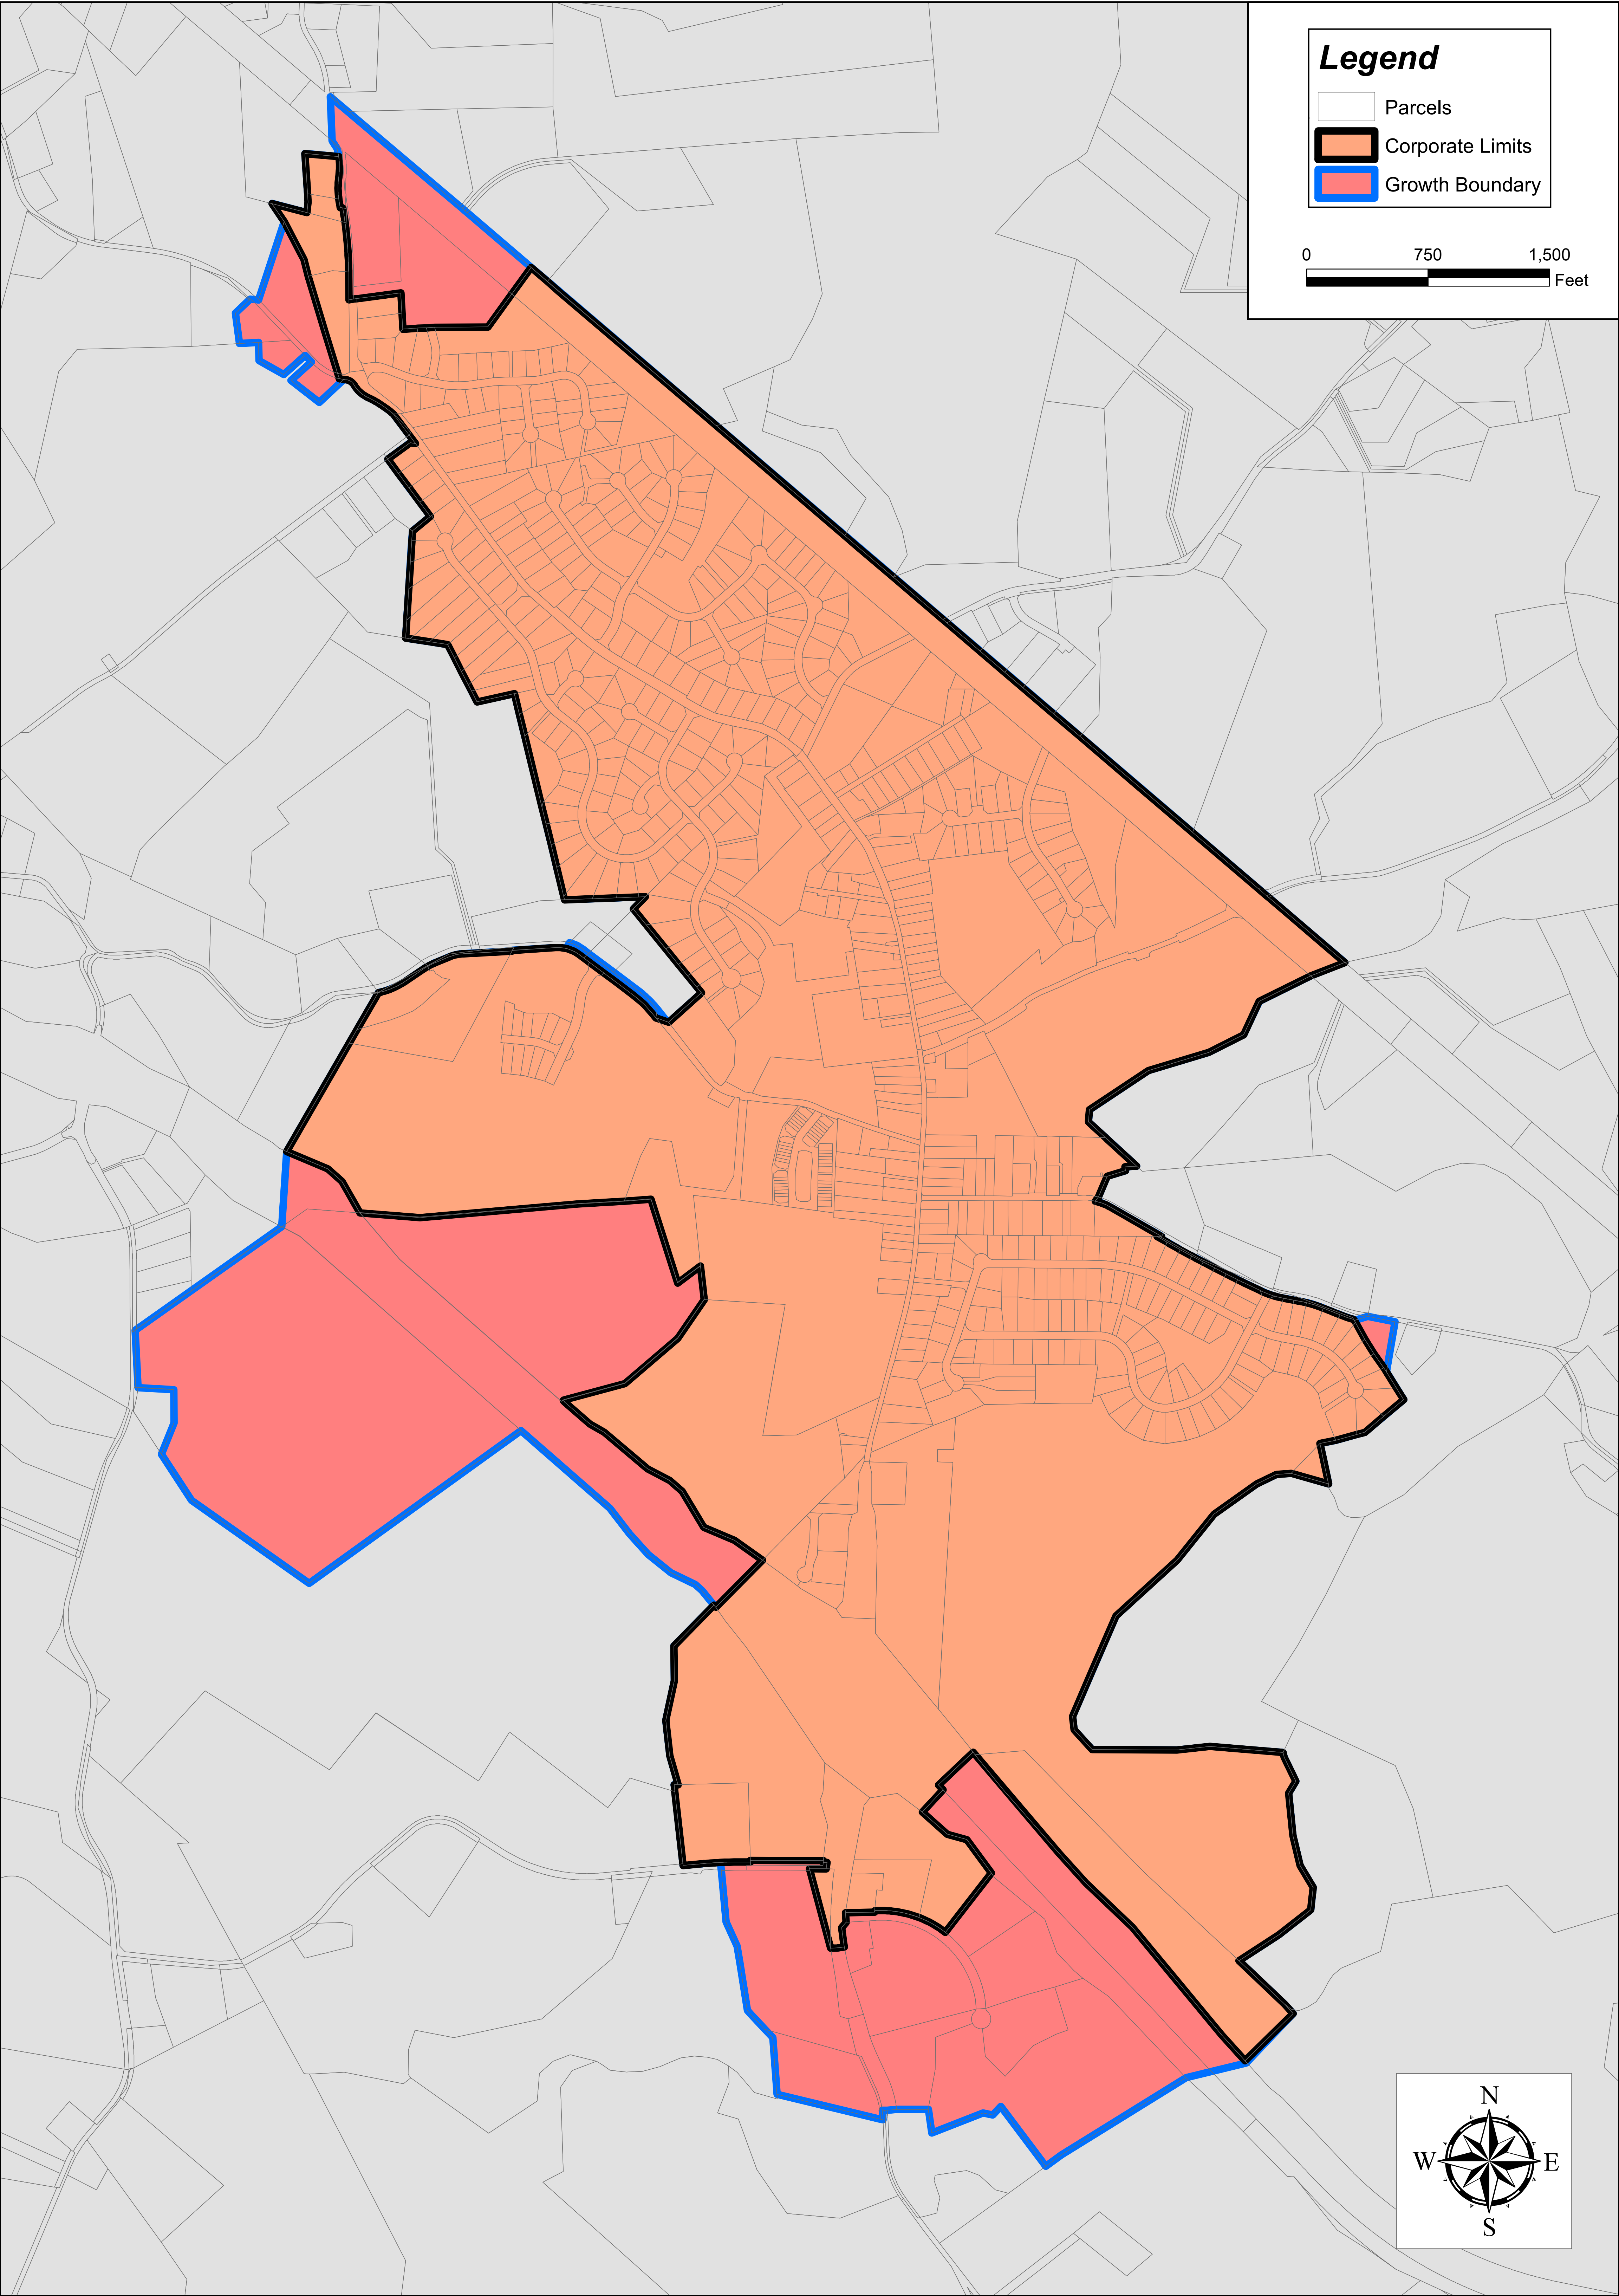 Legend
Parcels
Corporate Limits
Growth Boundary
0 750 1,500
Feet
N
W E
S